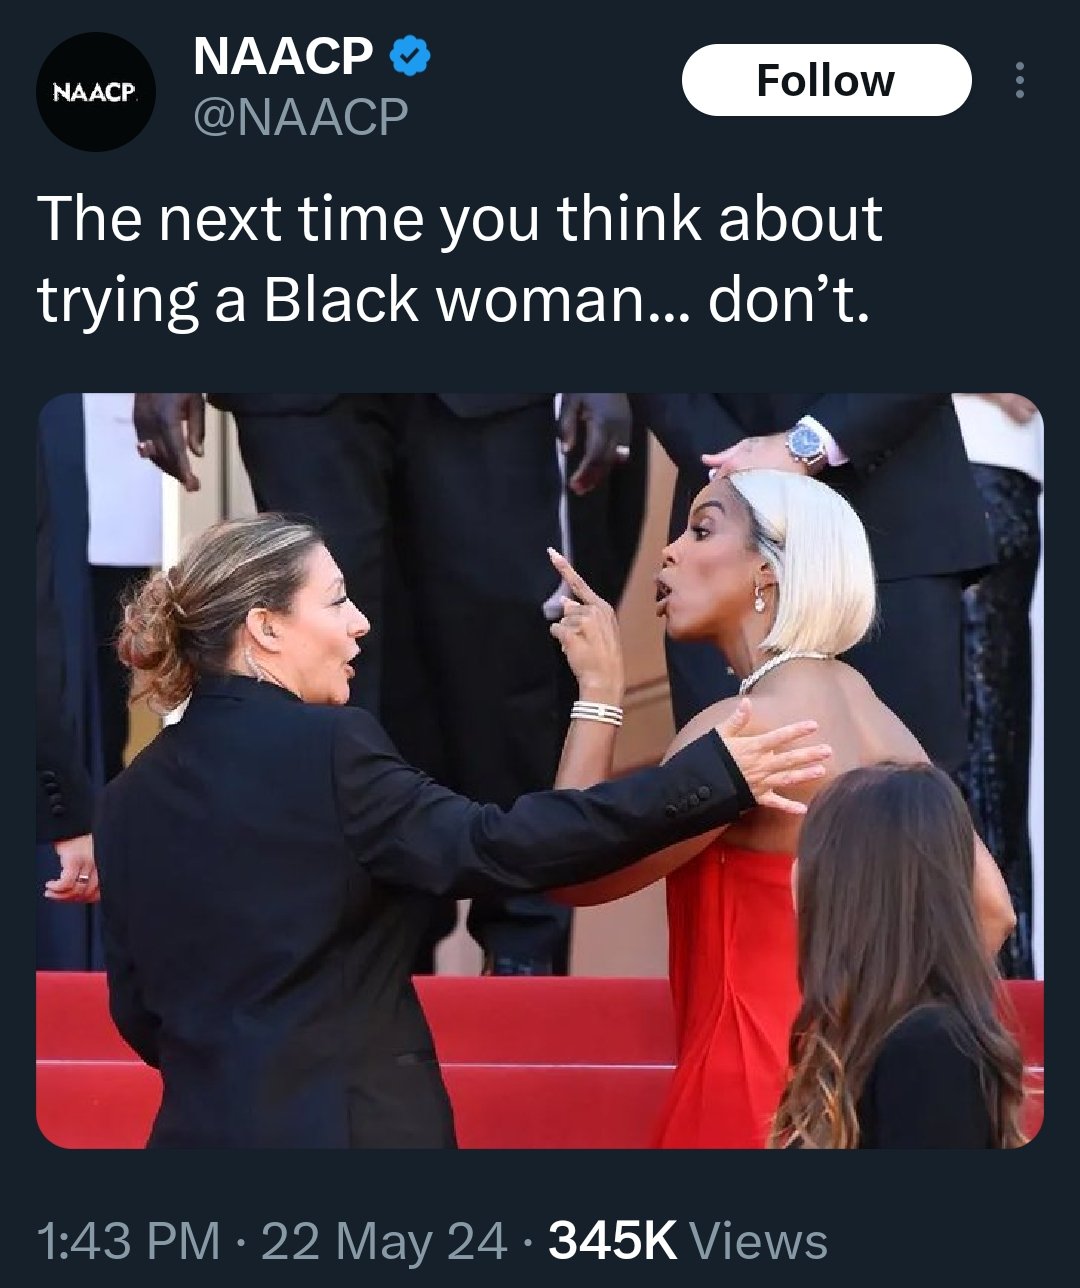 NAACP
NAACP
@NAACP
Follow
The next time you think about
trying a Black woman... don’t.
1:43 PM · 22 May 24 · 345K Views